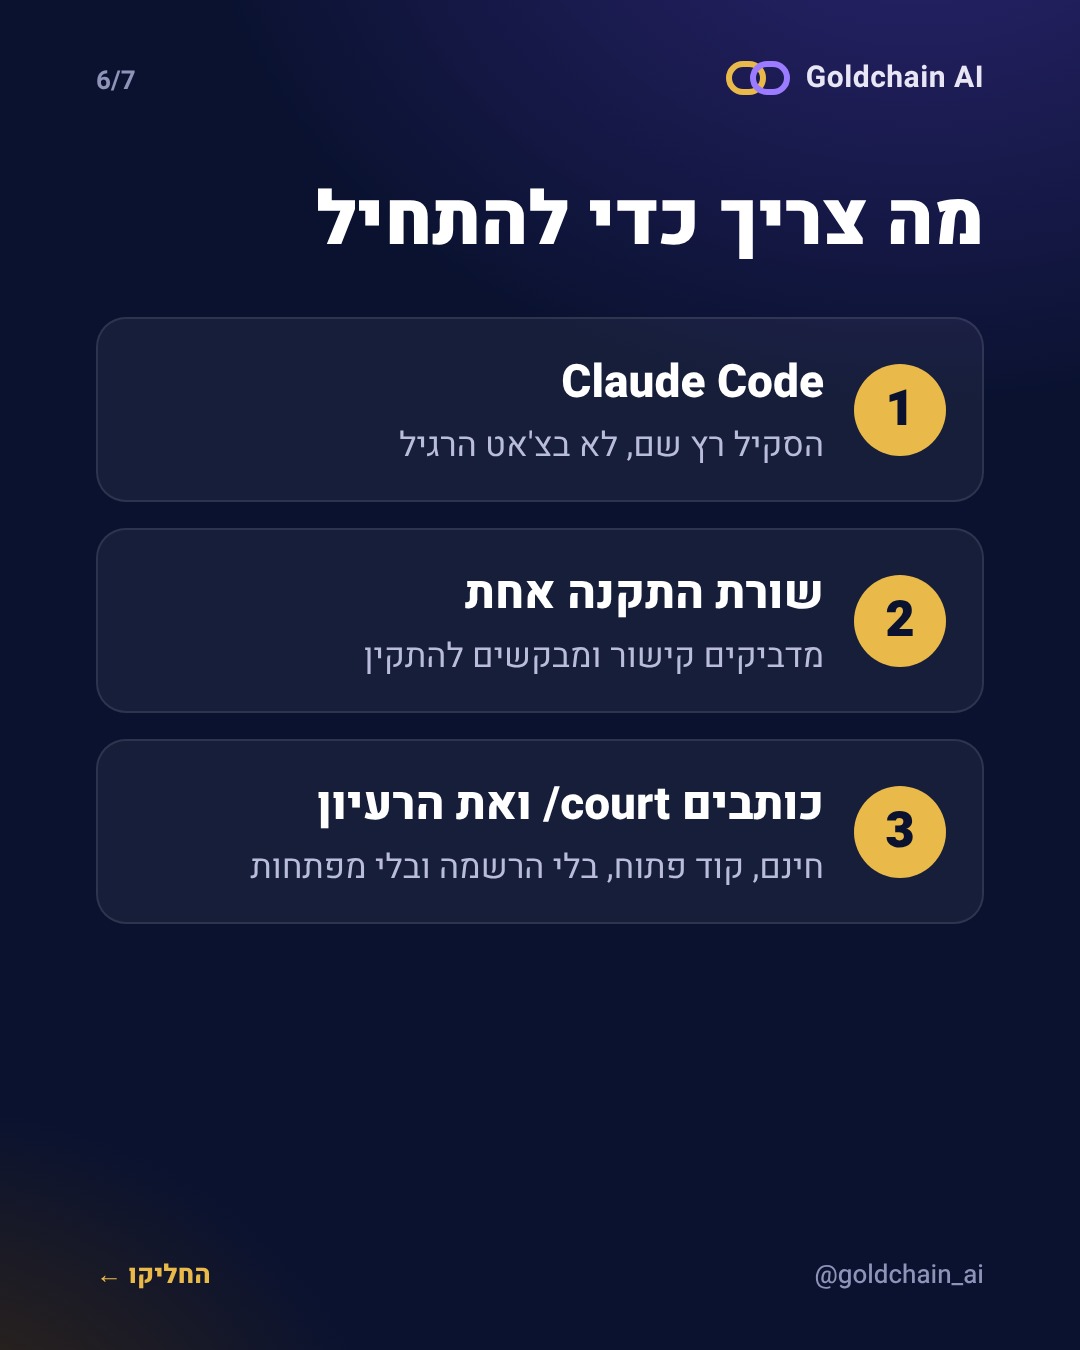 Goldchain AI
6/7
מה צריך כדי להתחיל
1
Claude Code
הסקיל רץ שם, לא בצ'אט הרגיל
2
שורת התקנה אחת
מדביקים קישור ומבקשים להתקין
3
כותבים court/ ואת הרעיון
חינם, קוד פתוח, בלי הרשמה ובלי מפתחות
@goldchain_ai
החליקו ←